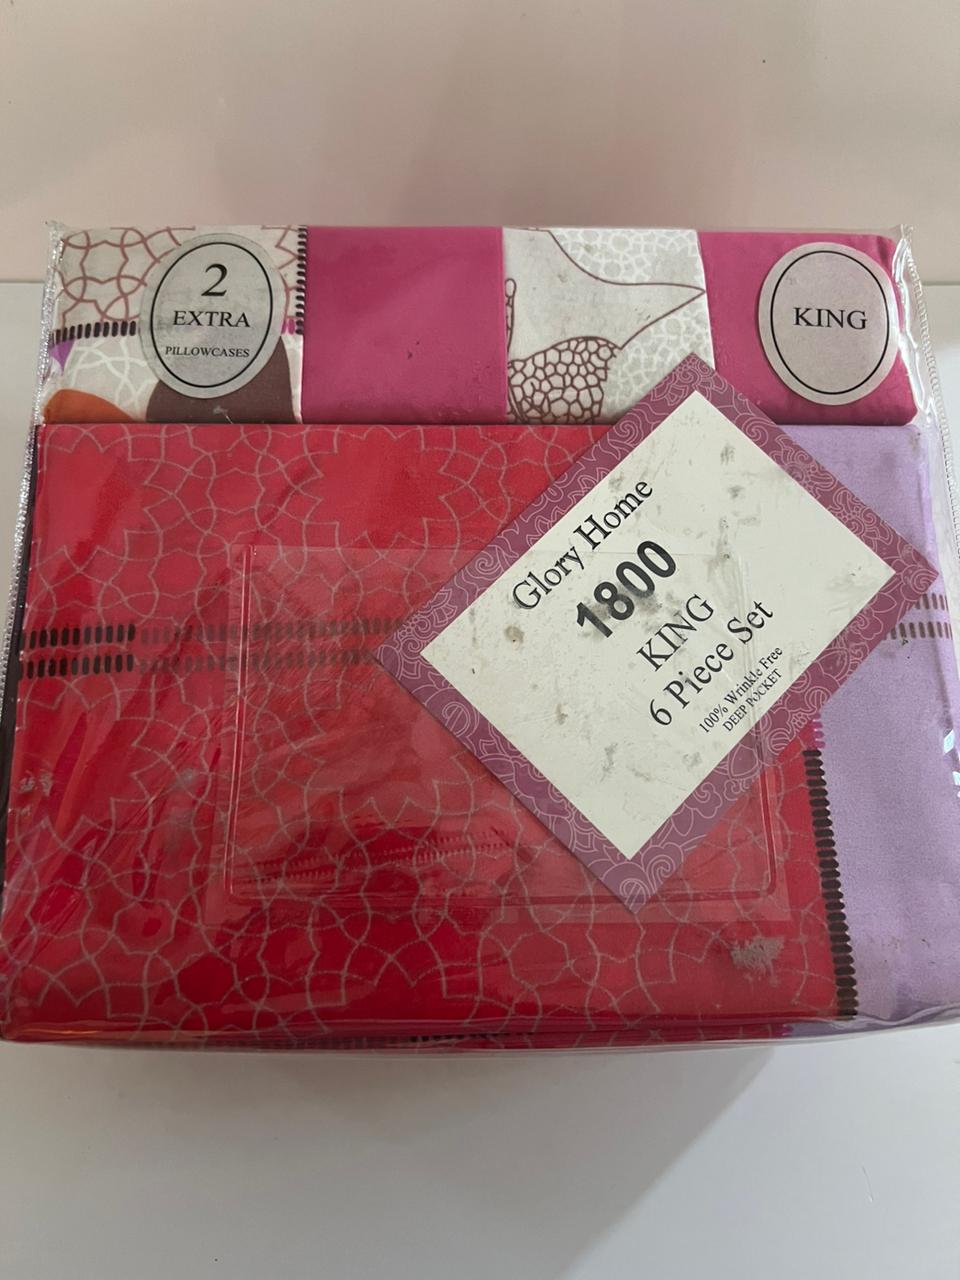 2
EXTRA
PILLOWCASES
KING
Glory Home
1800
KING
6 Piece Set
100% Wrinkle Free
DEEP POCKET